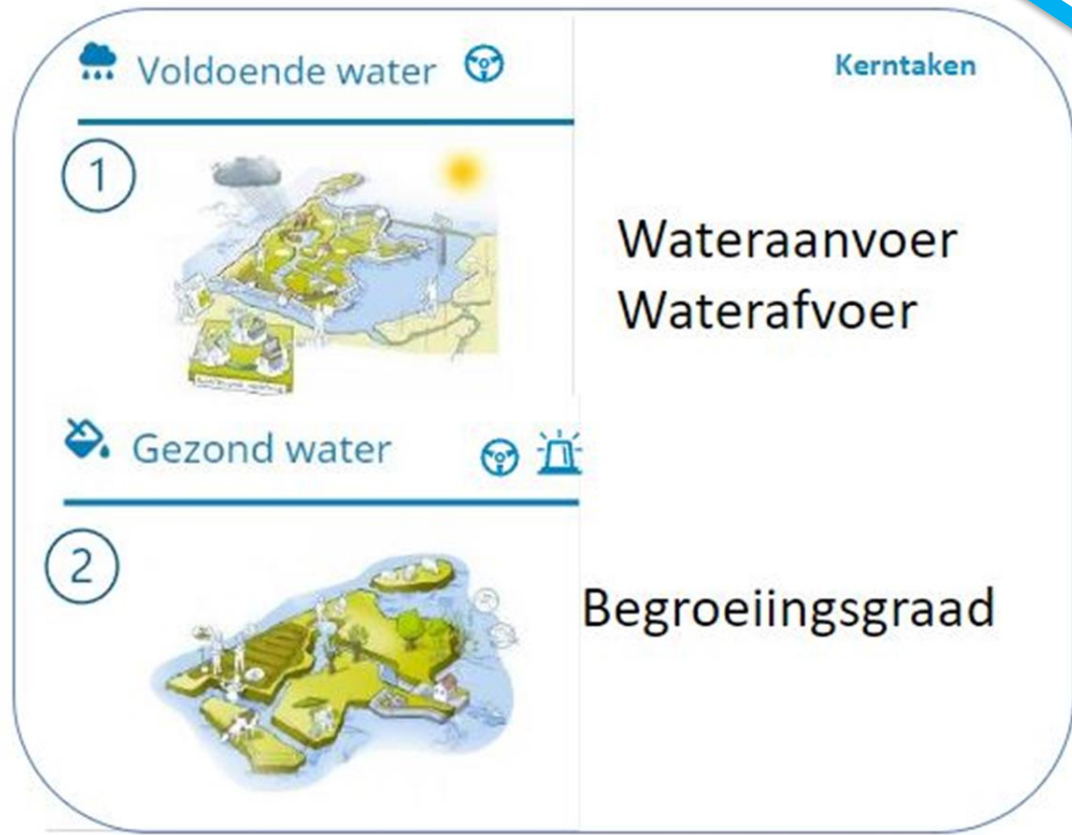 Voldoende water
Kerntaken
1
Wateraanvoer
Waterafvoer
Gezond water
2
Begroeiingsgraad